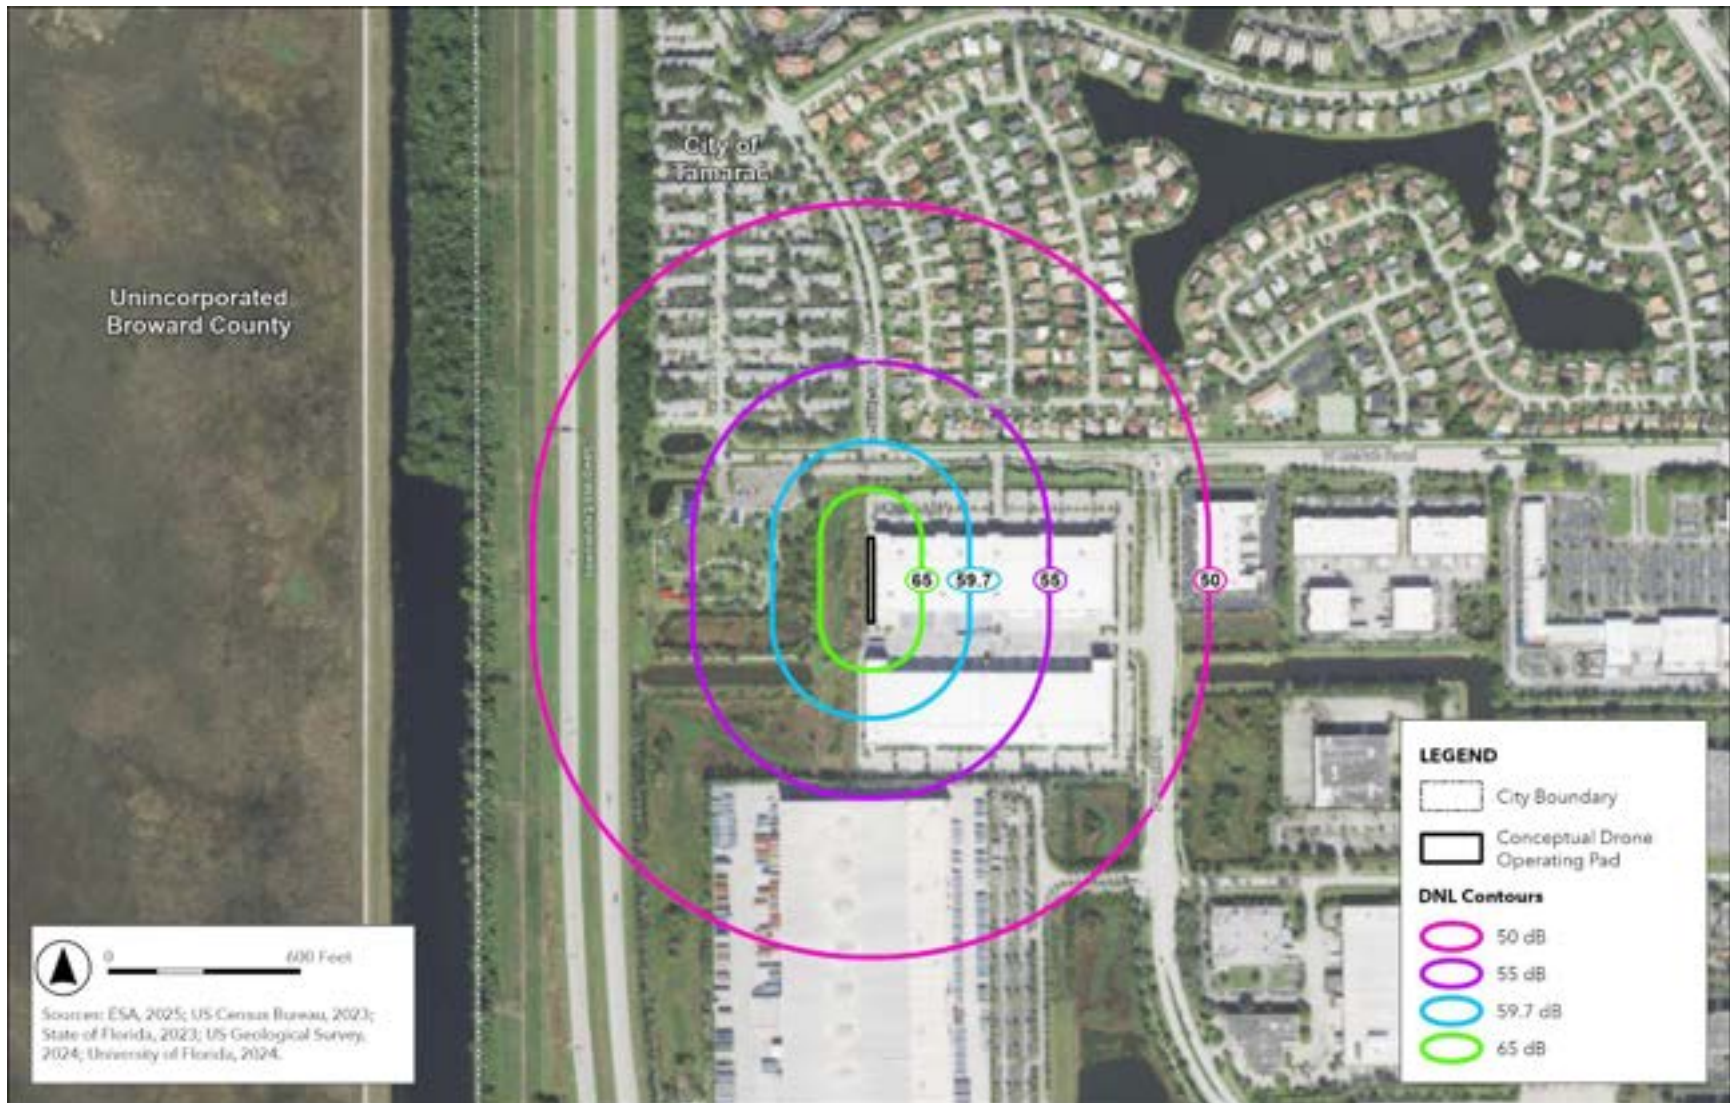 City of
Tamarac
Unincorporated
Broward County
65
59.7
55
50
LEGEND
City Boundary
Conceptual Drone
Operating Pad
DNL Contours
50 dB
55 dB
59.7 dB
65 dB
0
600 Feet
Sources: ESA, 2025; US Census Bureau, 2023;
State of Florida, 2023; US Geological Survey,
2024; University of Florida, 2024.